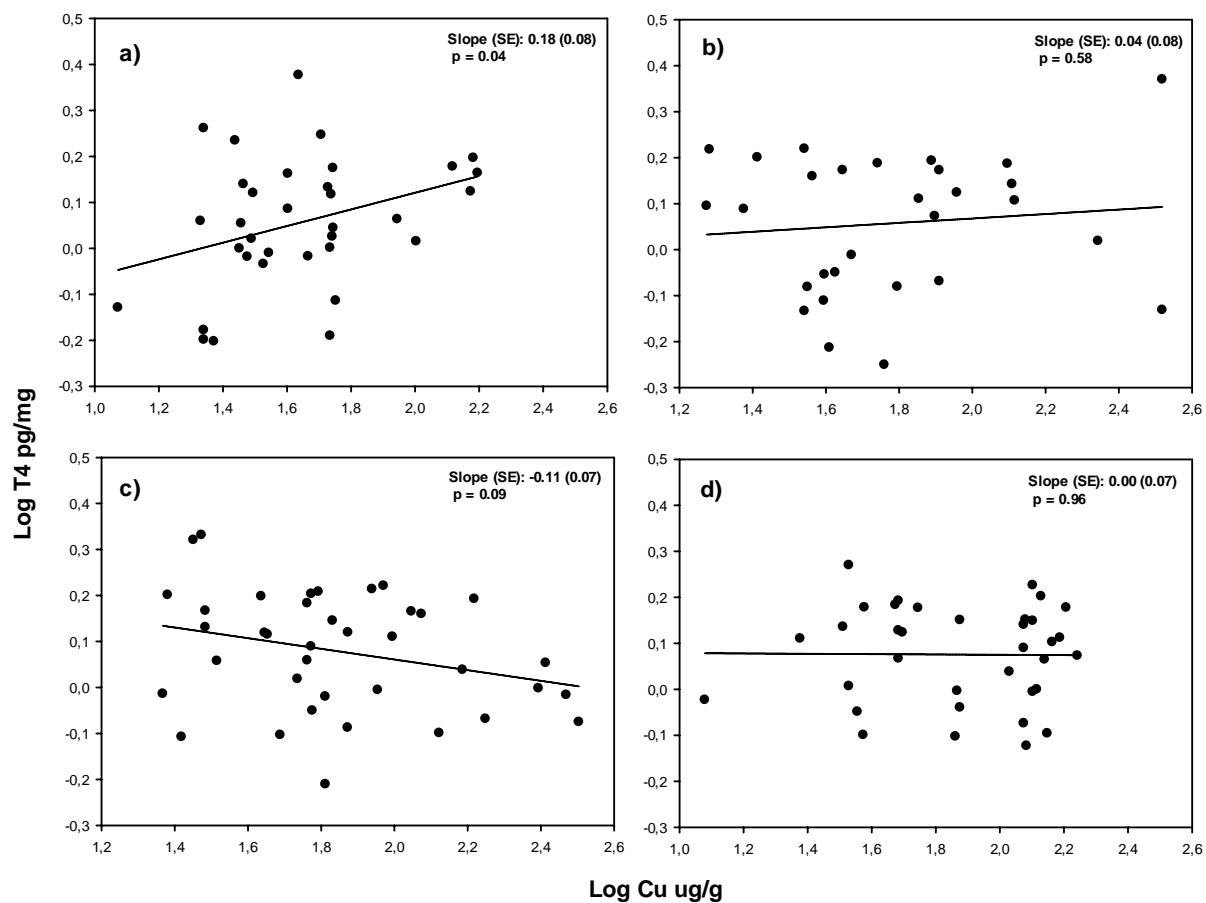 a)
Slope (SE): 0.18 (0.08)
p = 0.04
0,5
0,4
0,3
0,2
0,1
0,0
-0,1
-0,2
-0,3
1,0 1,2 1,4 1,6 1,8 2,0 2,2 2,4 2,6
b)
Slope (SE): 0.04 (0.08)
p = 0.58
0,5
0,4
0,3
0,2
0,1
0,0
-0,1
-0,2
-0,3
1,2 1,4 1,6 1,8 2,0 2,2 2,4 2,6
Log T4 pg/mg
c)
Slope (SE): -0.11 (0.07)
p = 0.09
0,5
0,4
0,3
0,2
0,1
0,0
-0,1
-0,2
-0,3
1,2 1,4 1,6 1,8 2,0 2,2 2,4 2,6
d)
Slope (SE): 0.00 (0.07)
p = 0.96
0,5
0,4
0,3
0,2
0,1
0,0
-0,1
-0,2
-0,3
1,0 1,2 1,4 1,6 1,8 2,0 2,2 2,4 2,6
Log Cu ug/g